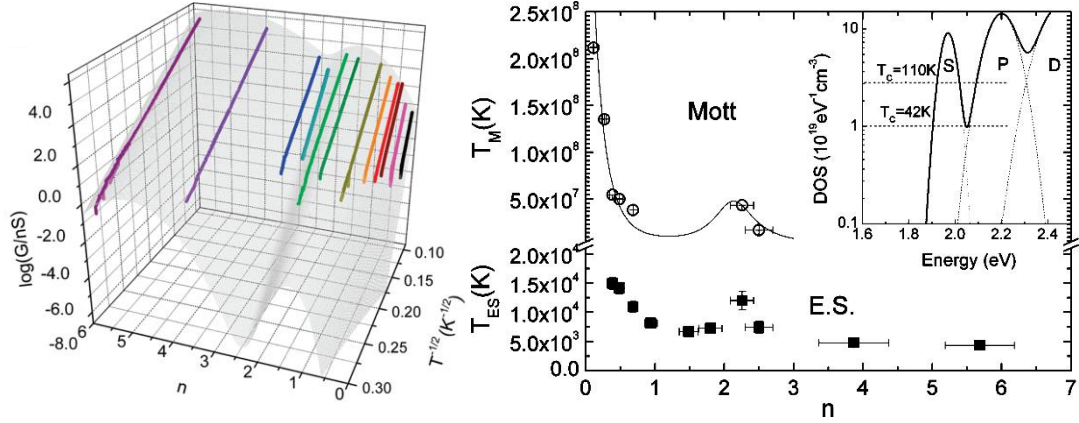 log(G/nS)
4.0
2.0
0.0
-2.0
-4.0
-6.0
-8.0
6
5
4
3
2
1
0
n
0.10
0.15
0.20
0.25
0.30
T^-1/2 (K^-1/2)
T_M(K)
2.5x10^8
2.0x10^8
1.5x10^8
1.0x10^8
5.0x10^7
Mott
T_ES(K)
2.0x10^4
1.5x10^4
1.0x10^4
5.0x10^3
0.0
E.S.
0 1 2 3 4 5 6 7
n
DOS (10^19 eV^-1 cm^-3)
10
1
0.1
S P D
T_c=110K
T_c=42K
1.6 1.8 2.0 2.2 2.4
Energy (eV)